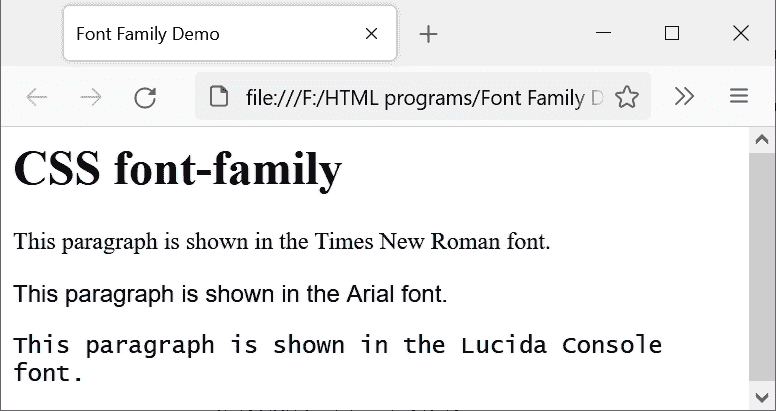 Font Family Demo
file:///F:/HTML programs/Font Family D
CSS font-family
This paragraph is shown in the Times New Roman font.
This paragraph is shown in the Arial font.
This paragraph is shown in the Lucida Console
font.